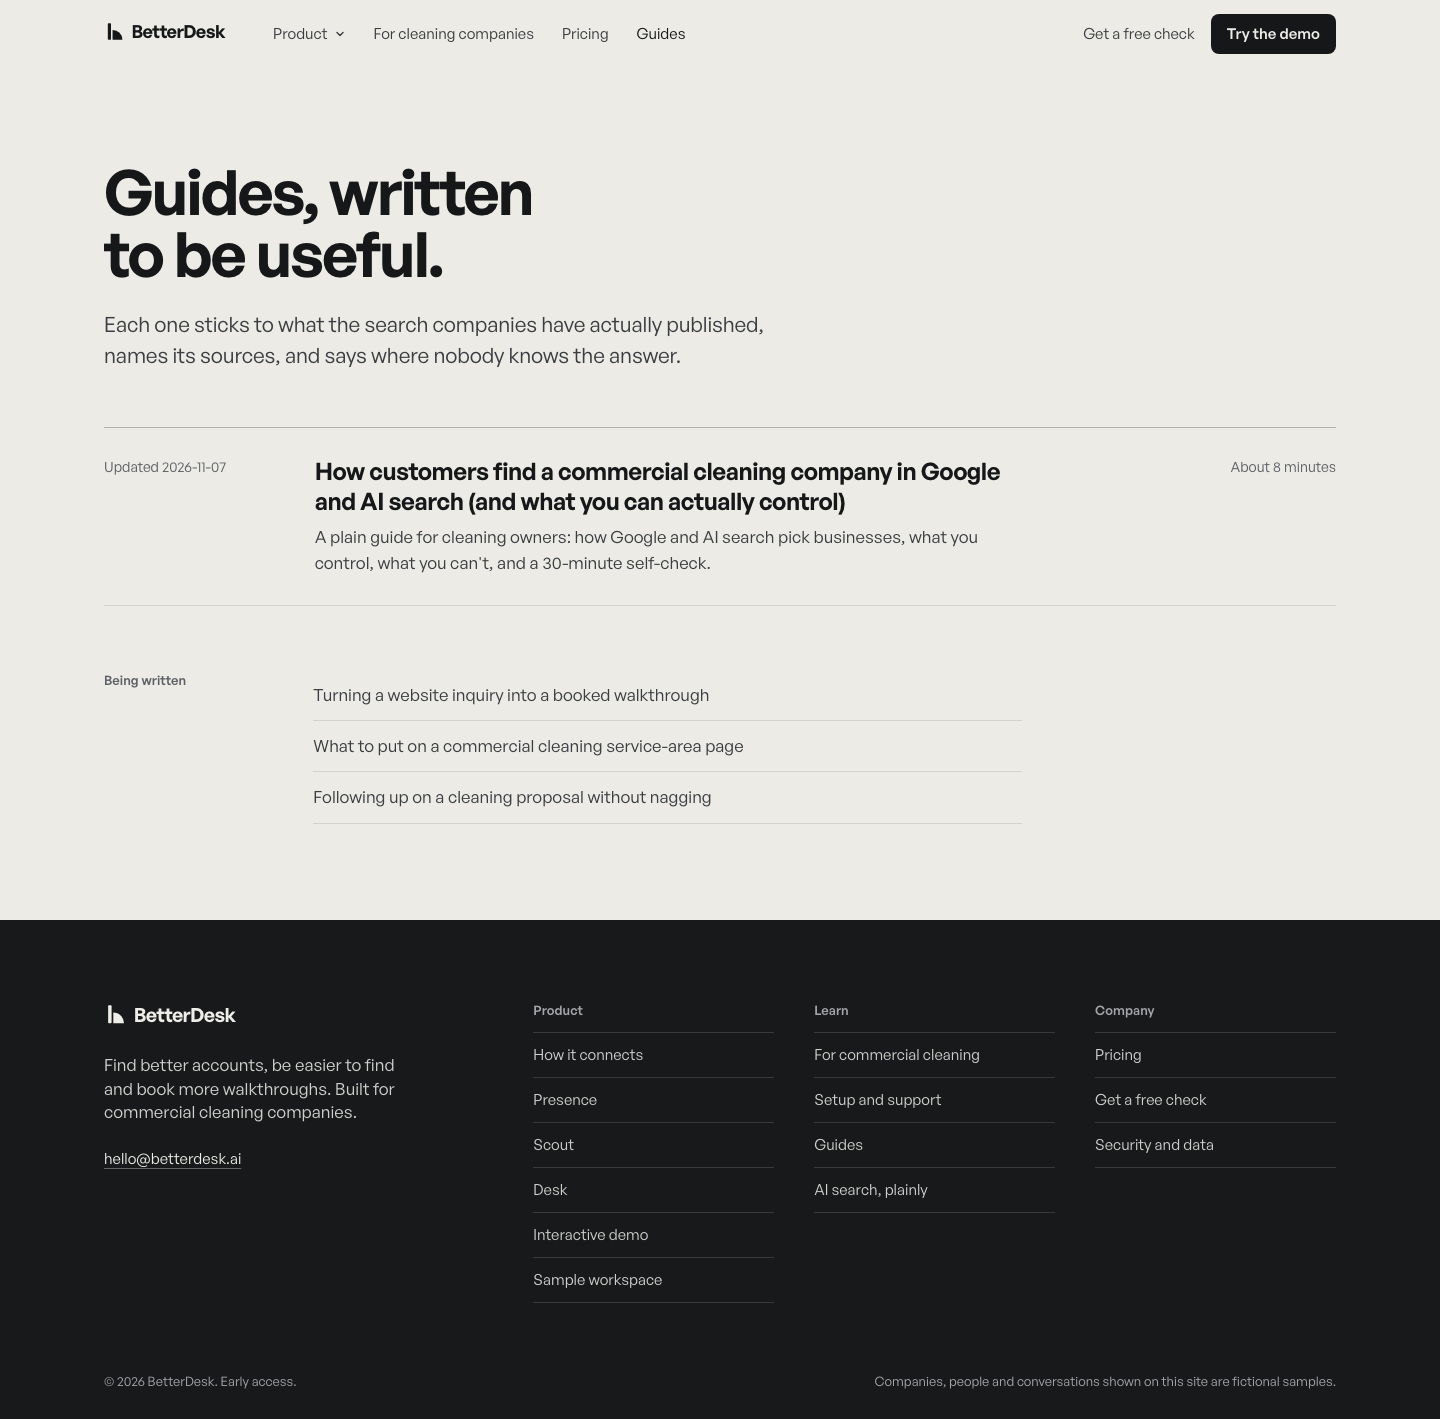 BetterDesk
Product
For cleaning companies
Pricing
Guides
Get a free check
Try the demo
Guides, written
to be useful.
Each one sticks to what the search companies have actually published,
names its sources, and says where nobody knows the answer.
Updated 2026-11-07
How customers find a commercial cleaning company in Google
and AI search (and what you can actually control)
About 8 minutes
A plain guide for cleaning owners: how Google and AI search pick businesses, what you
control, what you can't, and a 30-minute self-check.
Being written
Turning a website inquiry into a booked walkthrough
What to put on a commercial cleaning service-area page
Following up on a cleaning proposal without nagging
BetterDesk
Find better accounts, be easier to find
and book more walkthroughs. Built for
commercial cleaning companies.
hello@betterdesk.ai
Product
How it connects
Presence
Scout
Desk
Interactive demo
Sample workspace
Learn
For commercial cleaning
Setup and support
Guides
AI search, plainly
Company
Pricing
Get a free check
Security and data
© 2026 BetterDesk. Early access.
Companies, people and conversations shown on this site are fictional samples.